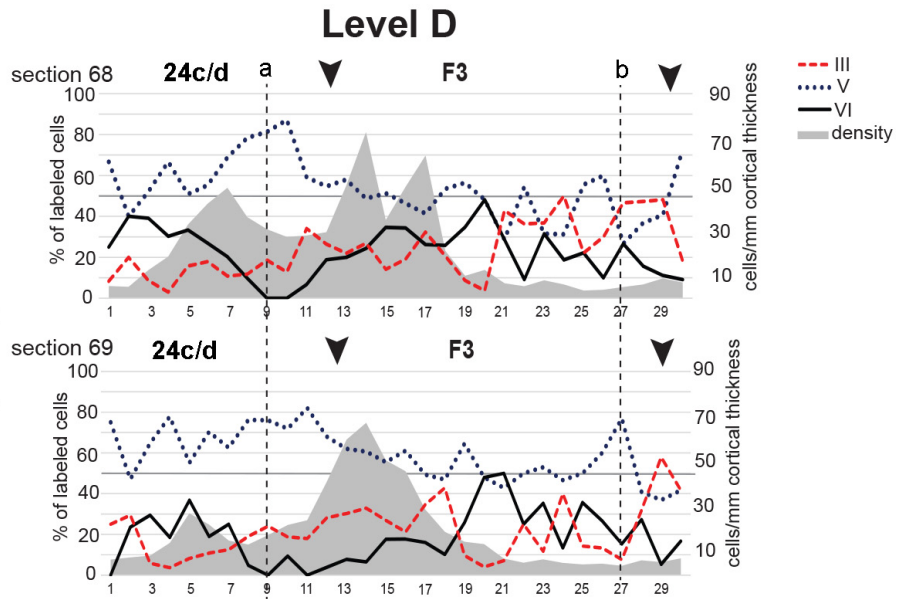 Level D
section 68 24c/d a F3 b
III
V
VI
density
% of labeled cells
100
80
60
40
20
0
90
70
50
30
10
cells/mm cortical thickness
1 3 5 7 9 11 13 15 17 19 21 23 25 27 29
section 69 24c/d F3
% of labeled cells
100
80
60
40
20
0
90
70
50
30
10
cells/mm cortical thickness
1 3 5 7 9 11 13 15 17 19 21 23 25 27 29